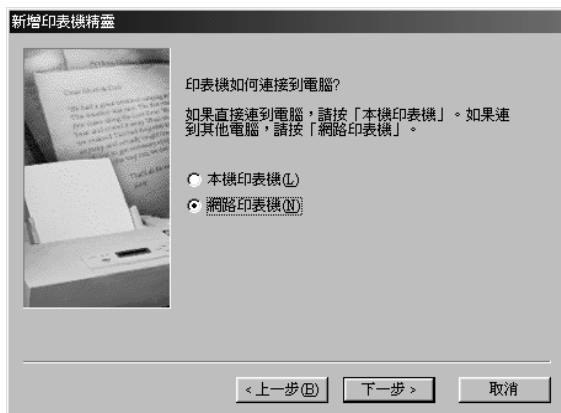 新增印表機精靈
印表機如何連接到電腦?
如果直接連到電腦，請按「本機印表機」。如果連
到其他電腦，請按「網路印表機」。
本機印表機(L)
網路印表機(N)
<上一步(B)
下一步>
取消